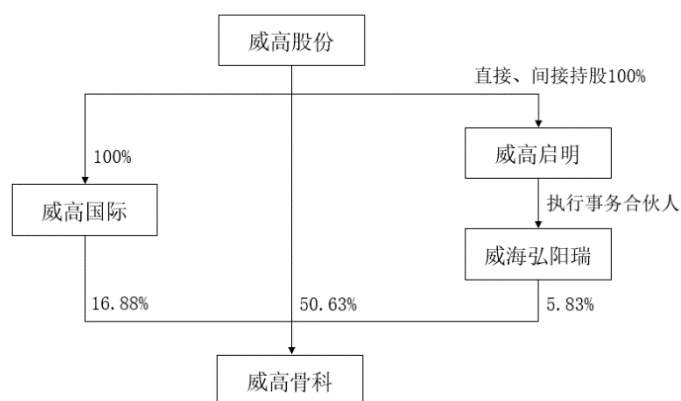 威高股份
直接、间接持股100%
100%
威高启明
威高国际
执行事务合伙人
威海弘阳瑞
16.88%
50.63%
5.83%
威高骨科